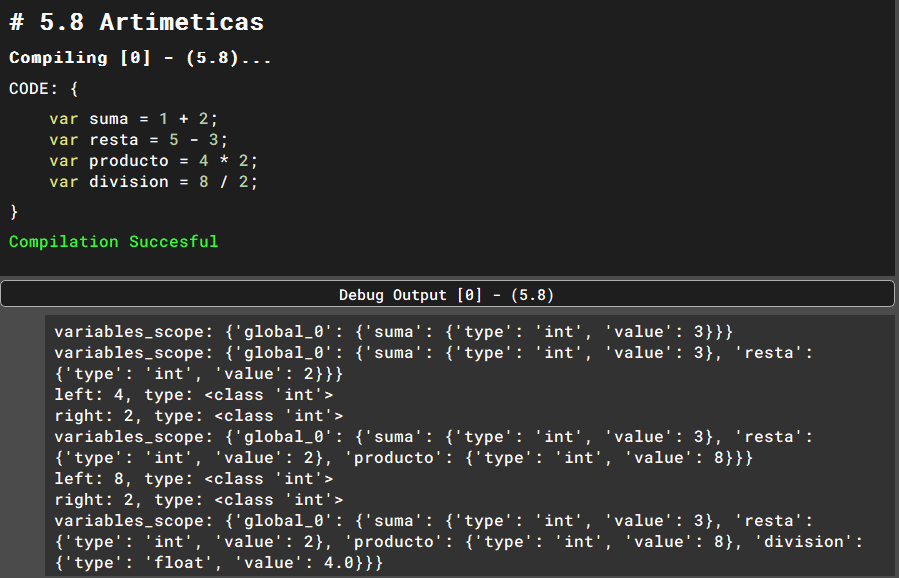 # 5.8 Artimeticas
Compiling [0] - (5.8)...
CODE: {
var suma = 1 + 2;
var resta = 5 - 3;
var producto = 4 * 2;
var division = 8 / 2;
}
Compilation Succesful
Debug Output [0] - (5.8)
variables_scope: {'global_0': {'suma': {'type': 'int', 'value': 3}}}
variables_scope: {'global_0': {'suma': {'type': 'int', 'value': 3}, 'resta':
{'type': 'int', 'value': 2}}}
left: 4, type: <class 'int'>
right: 2, type: <class 'int'>
variables_scope: {'global_0': {'suma': {'type': 'int', 'value': 3}, 'resta':
{'type': 'int', 'value': 2}, 'producto': {'type': 'int', 'value': 8}}}
left: 8, type: <class 'int'>
right: 2, type: <class 'int'>
variables_scope: {'global_0': {'suma': {'type': 'int', 'value': 3}, 'resta':
{'type': 'int', 'value': 2}, 'producto': {'type': 'int', 'value': 8}, 'division':
{'type': 'float', 'value': 4.0}}}